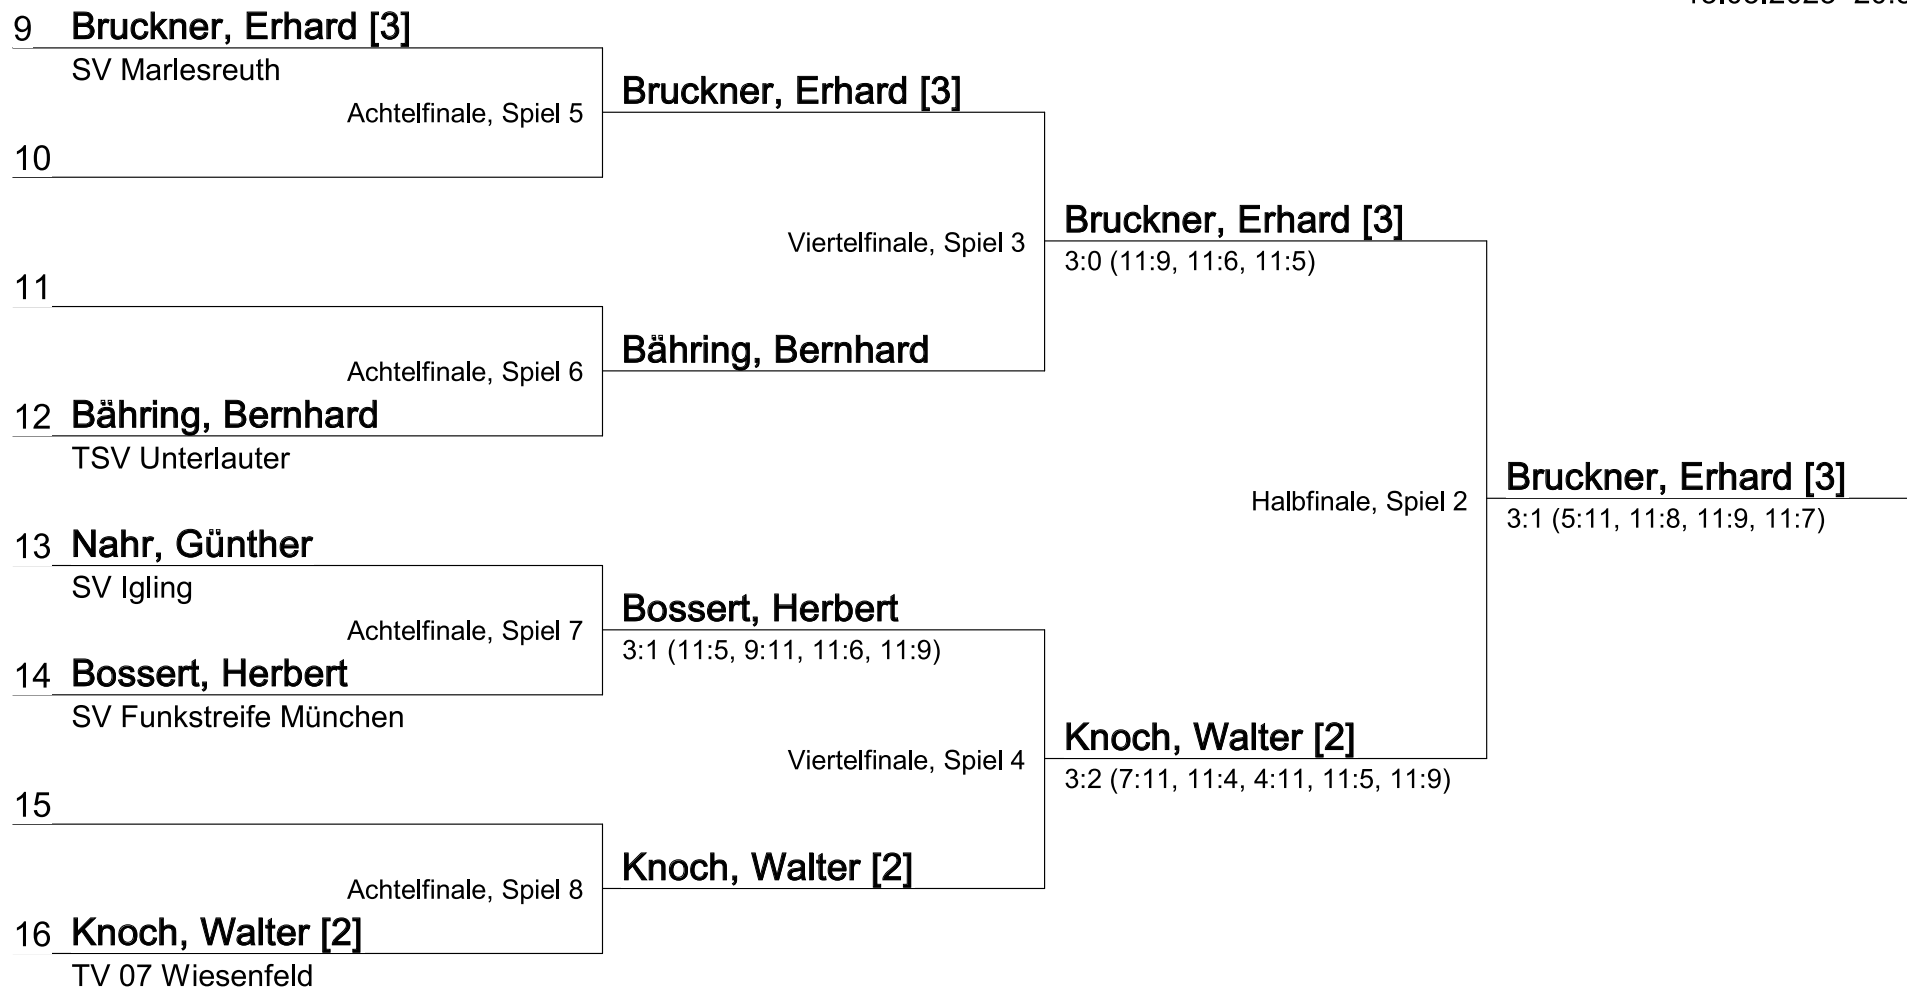 9 Bruckner, Erhard [3]
SV Marlesreuth
Achtelfinale, Spiel 5
Bruckner, Erhard [3]
10
Viertelfinale, Spiel 3
Bruckner, Erhard [3]
3:0 (11:9, 11:6, 11:5)
11
Achtelfinale, Spiel 6
Bähring, Bernhard
12 Bähring, Bernhard
TSV Unterlauter
Halbfinale, Spiel 2
Bruckner, Erhard [3]
3:1 (5:11, 11:8, 11:9, 11:7)
13 Nahr, Günther
SV Igling
Achtelfinale, Spiel 7
Bossert, Herbert
3:1 (11:5, 9:11, 11:6, 11:9)
14 Bossert, Herbert
SV Funkstreife München
Viertelfinale, Spiel 4
Knoch, Walter [2]
3:2 (7:11, 11:4, 4:11, 11:5, 11:9)
15
Achtelfinale, Spiel 8
Knoch, Walter [2]
16 Knoch, Walter [2]
TV 07 Wiesenfeld